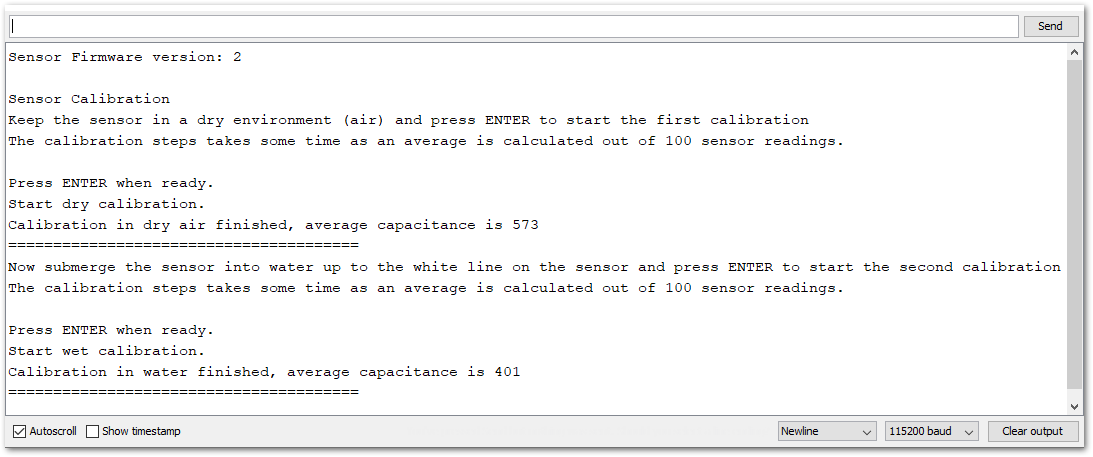 Send
Sensor Firmware version: 2
Sensor Calibration
Keep the sensor in a dry environment (air) and press ENTER to start the first calibration
The calibration steps takes some time as an average is calculated out of 100 sensor readings.
Press ENTER when ready.
Start dry calibration.
Calibration in dry air finished, average capacitance is 573
=======================================
Now submerge the sensor into water up to the white line on the sensor and press ENTER to start the second calibration
The calibration steps takes some time as an average is calculated out of 100 sensor readings.
Press ENTER when ready.
Start wet calibration.
Calibration in water finished, average capacitance is 401
=======================================
Autoscroll Show timestamp Newline 115200 baud Clear output